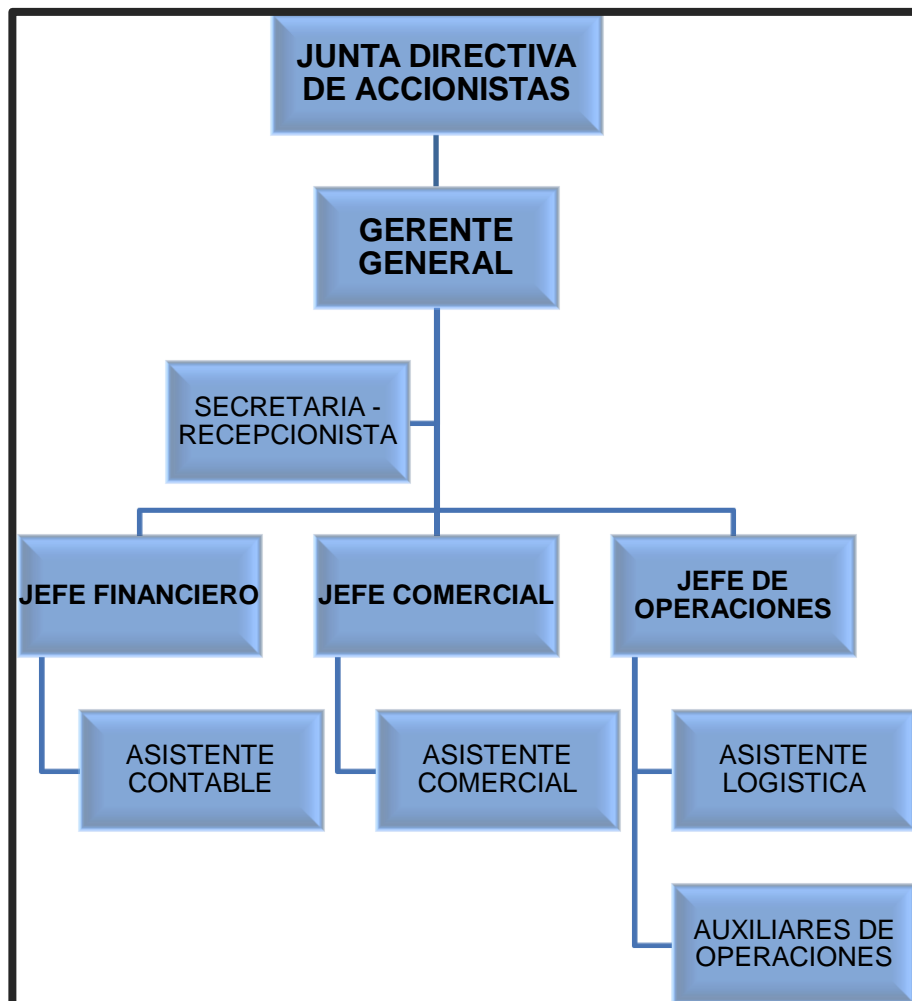 JUNTA DIRECTIVA
DE ACCIONISTAS
GERENTE
GENERAL
SECRETARIA -
RECEPCIONISTA
JEFE FINANCIERO
JEFE COMERCIAL
JEFE DE
OPERACIONES
ASISTENTE
CONTABLE
ASISTENTE
COMERCIAL
ASISTENTE
LOGISTICA
AUXILIARES DE
OPERACIONES